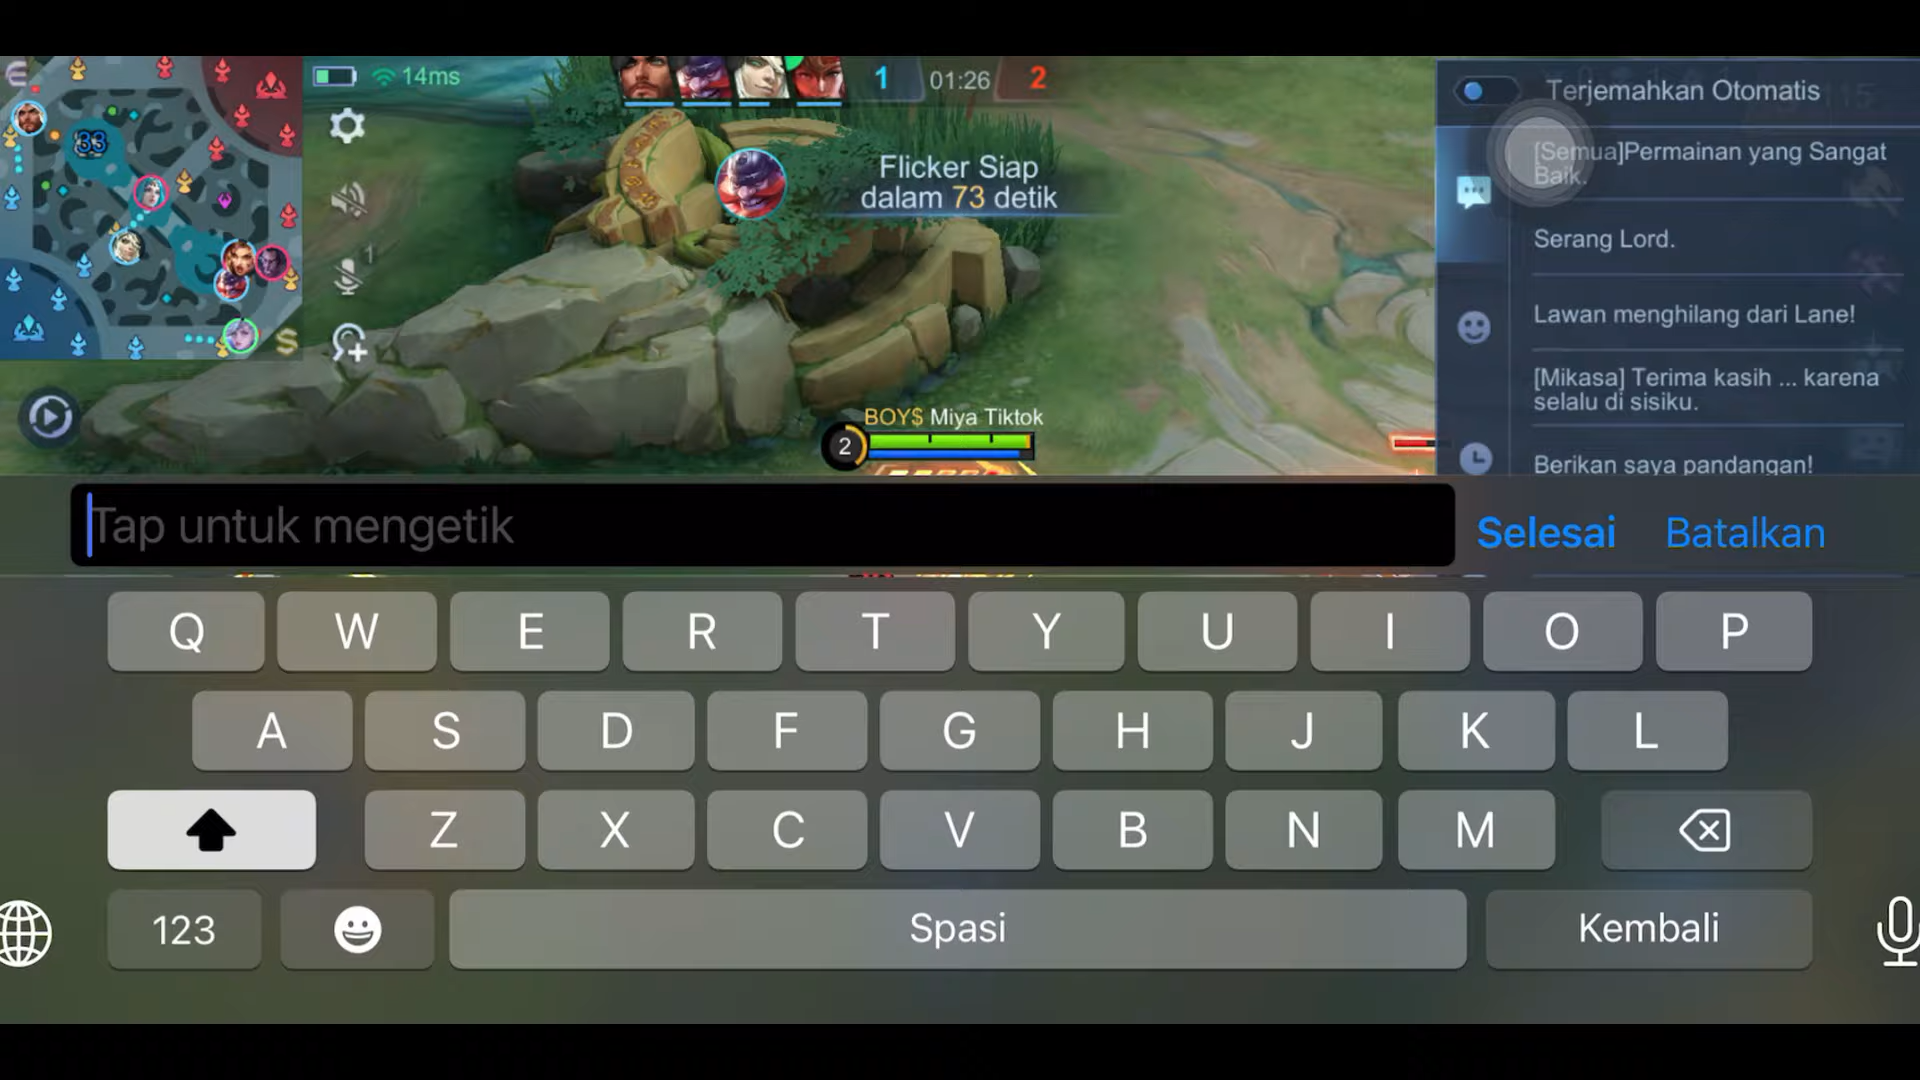 14ms
1
01:26
2
33
Flicker Siap
dalam 73 detik
1
BOY$ Miya Tiktok
2
Terjemahkan Otomatis
[Semua]Permainan yang Sangat
Baik.
Serang Lord.
Lawan menghilang dari Lane!
[Mikasa] Terima kasih ... karena
selalu di sisiku.
Berikan saya pandangan!
Tap untuk mengetik
Selesai
Batalkan
Q W E R T Y U I O P
A S D F G H J K L
Z X C V B N M
123
Spasi
Kembali